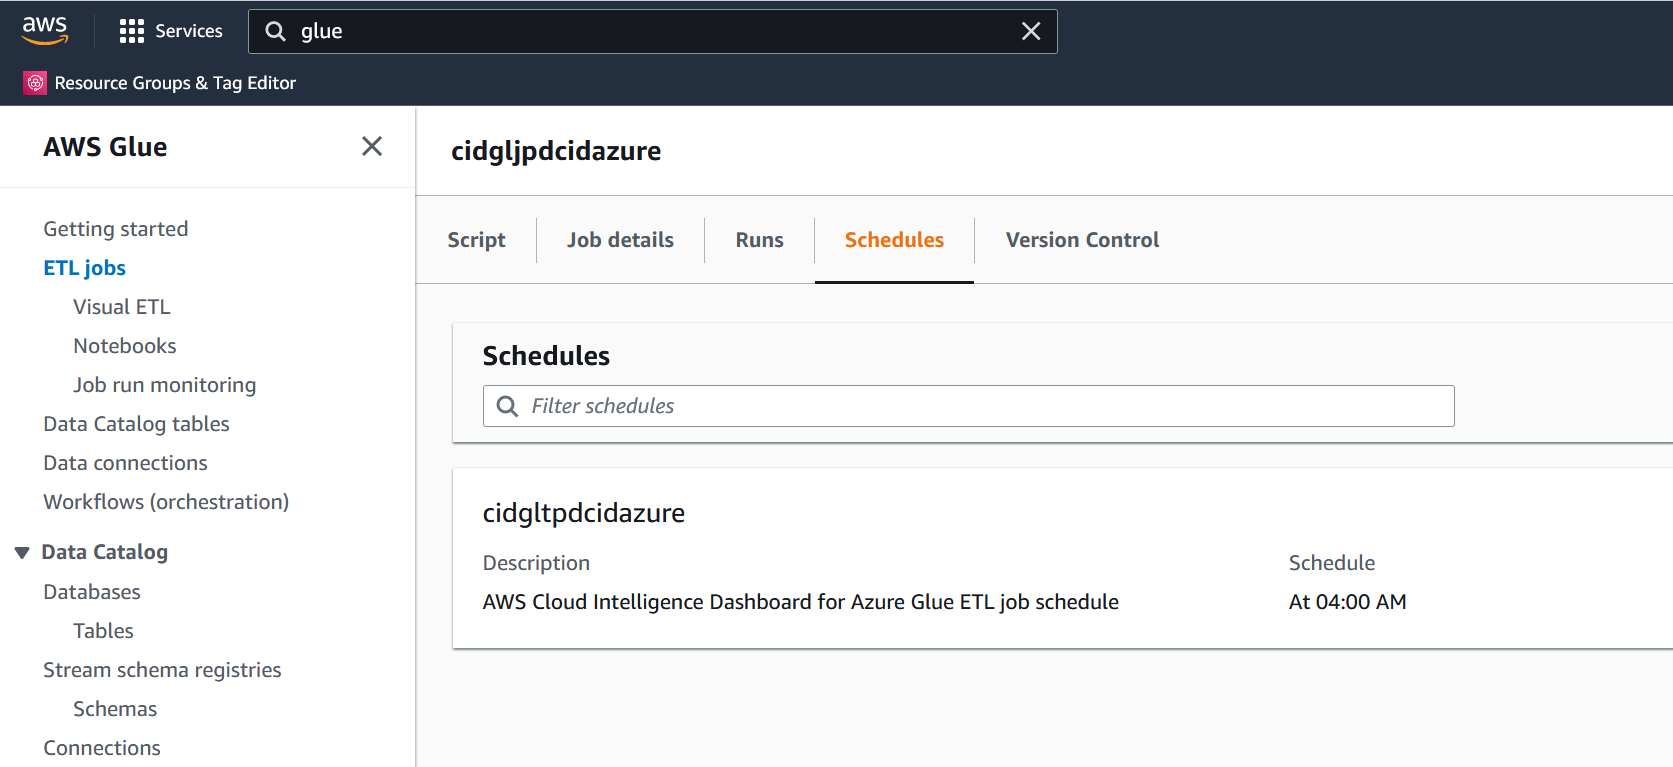 aws
Services
glue
Resource Groups & Tag Editor
AWS Glue
Getting started
ETL jobs
Visual ETL
Notebooks
Job run monitoring
Data Catalog tables
Data connections
Workflows (orchestration)
Data Catalog
Databases
Tables
Stream schema registries
Schemas
Connections
cidgljpdcidazure
Script
Job details
Runs
Schedules
Version Control
Schedules
Filter schedules
cidgltpdcidazure
Description
AWS Cloud Intelligence Dashboard for Azure Glue ETL job schedule
Schedule
At 04:00 AM